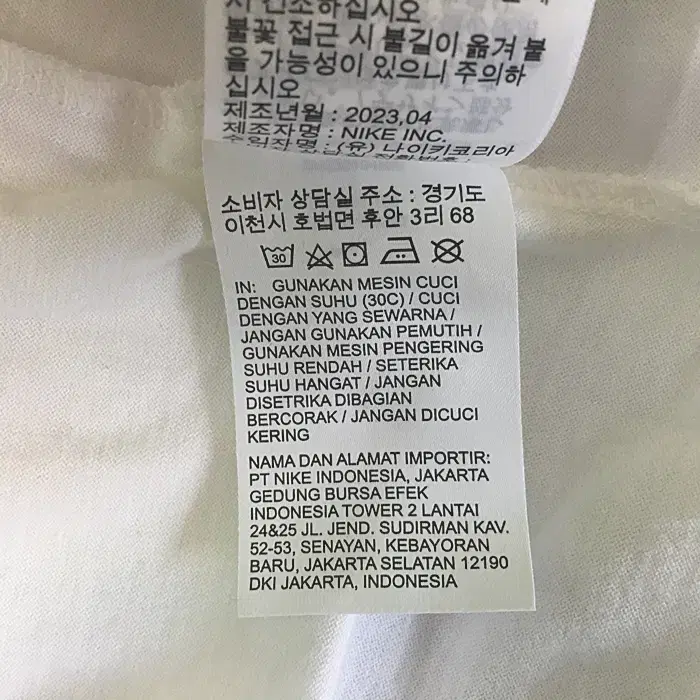 서 건조하십시오
불꽃 접근 시 불길이 옮겨 붙
을 가능성이 있으니 주의하
십시오
제조년월 : 2023.04
제조자명 : NIKE INC.
수입자명 : (유) 나이키코리아
소비자 상담실 주소 : 경기도
이천시 호법면 후안 3리 68
30
IN: GUNAKAN MESIN CUCI
DENGAN SUHU (30C) / CUCI
DENGAN YANG SEWARNA /
JANGAN GUNAKAN PEMUTIH /
GUNAKAN MESIN PENGERING
SUHU RENDAH / SETERIKA
SUHU HANGAT / JANGAN
DISETRIKA DIBAGIAN
BERCORAK / JANGAN DICUCI
KERING
NAMA DAN ALAMAT IMPORTIR:
PT NIKE INDONESIA, JAKARTA
GEDUNG BURSA EFEK
INDONESIA TOWER 2 LANTAI
24&25 JL. JEND. SUDIRMAN KAV.
52-53, SENAYAN, KEBAYORAN
BARU, JAKARTA SELATAN 12190
DKI JAKARTA, INDONESIA